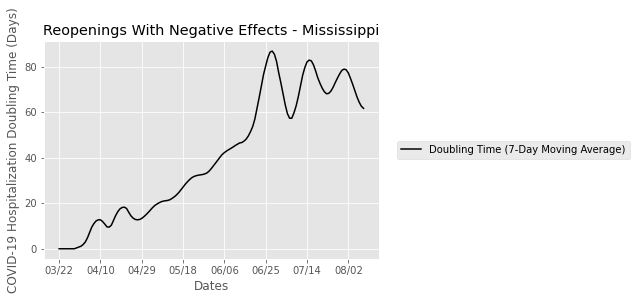 Reopenings With Negative Effects - Mississippi
COVID-19 Hospitalization Doubling Time (Days)
80
60
40
20
0
03/22 04/10 04/29 05/18 06/06 06/25 07/14 08/02
Dates
Doubling Time (7-Day Moving Average)